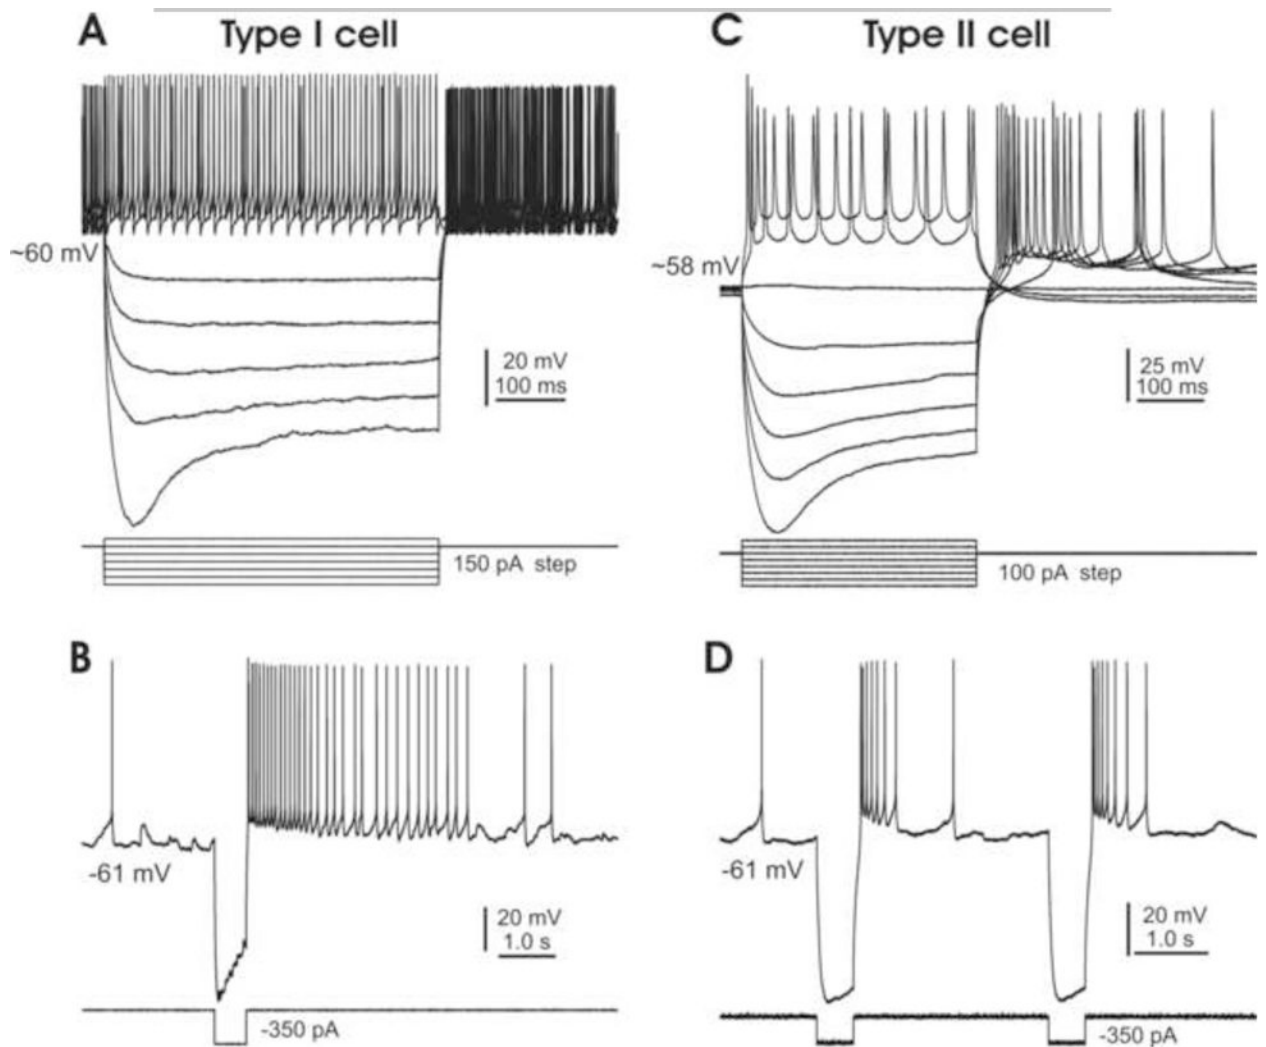 A
Type I cell
~60 mV
20 mV
100 ms
150 pA step
C
Type II cell
~58 mV
25 mV
100 ms
100 pA step
B
-61 mV
20 mV
1.0 s
-350 pA
D
-61 mV
20 mV
1.0 s
-350 pA